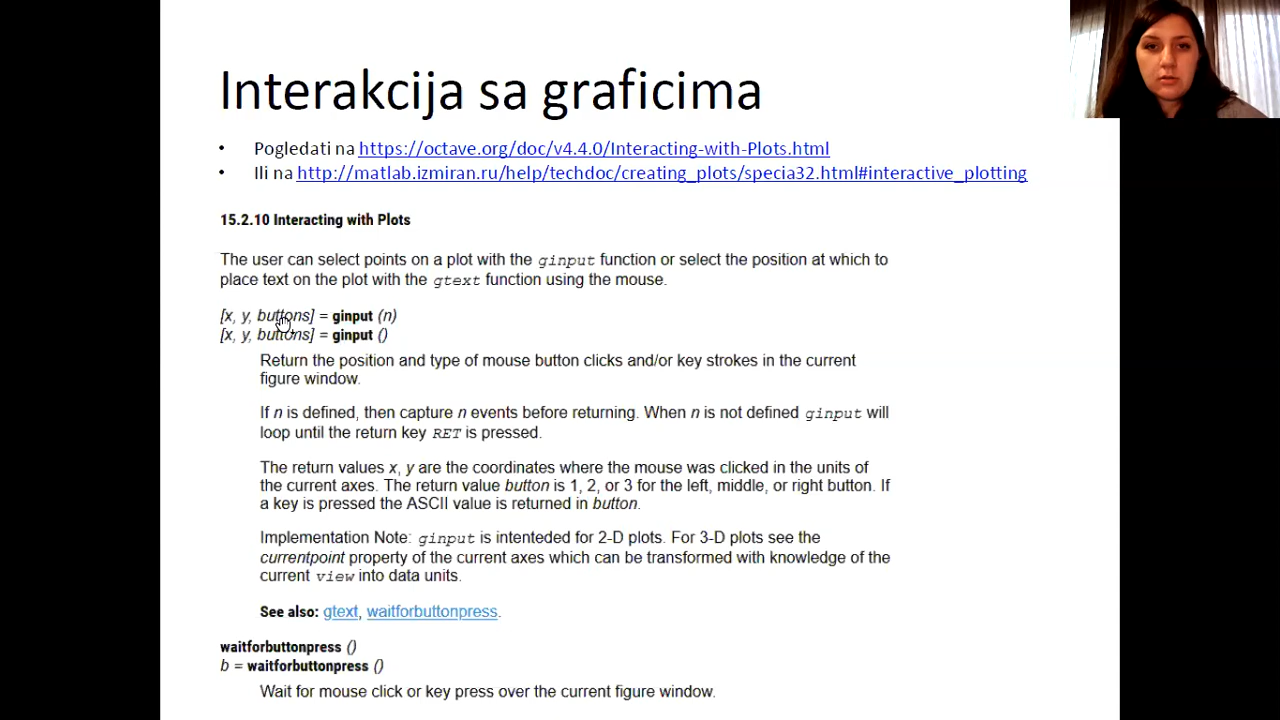 Interakcija sa graficima
• Pogledati na https://octave.org/doc/v4.4.0/Interacting-with-Plots.html
• Ili na http://matlab.izmiran.ru/help/techdoc/creating_plots/specia32.html#interactive_plotting
15.2.10 Interacting with Plots
The user can select points on a plot with the ginput function or select the position at which to
place text on the plot with the gtext function using the mouse.
[x, y, buttons] = ginput (n)
[x, y, buttons] = ginput ()
Return the position and type of mouse button clicks and/or key strokes in the current
figure window.
If n is defined, then capture n events before returning. When n is not defined ginput will
loop until the return key RET is pressed.
The return values x, y are the coordinates where the mouse was clicked in the units of
the current axes. The return value button is 1, 2, or 3 for the left, middle, or right button. If
a key is pressed the ASCII value is returned in button.
Implementation Note: ginput is intenteded for 2-D plots. For 3-D plots see the
currentpoint property of the current axes which can be transformed with knowledge of the
current view into data units.
See also: gtext, waitforbuttonpress.
waitforbuttonpress ()
b = waitforbuttonpress ()
Wait for mouse click or key press over the current figure window.